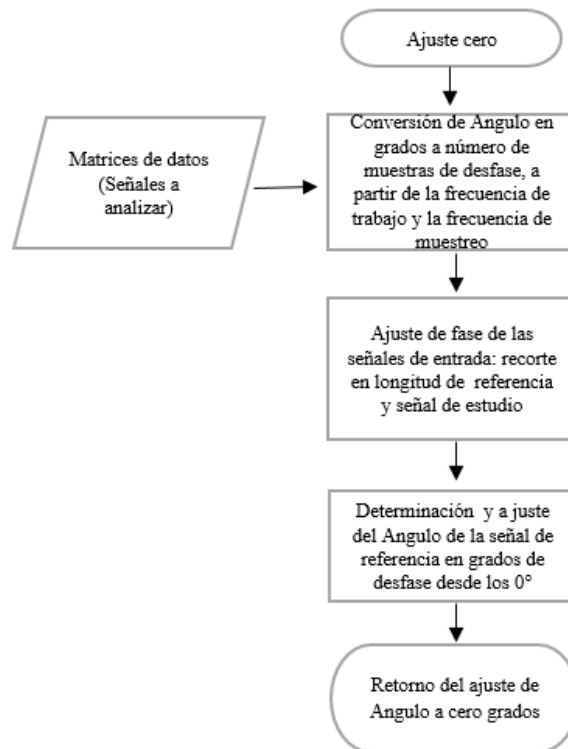 Ajuste cero
Matrices de datos
(Señales a
analizar)
Conversión de Angulo en
grados a número de
muestras de desfase, a
partir de la frecuencia de
trabajo y la frecuencia de
muestreo
Ajuste de fase de las
señales de entrada: recorte
en longitud de referencia
y señal de estudio
Determinación y a juste
del Angulo de la señal de
referencia en grados de
desfase desde los 0°
Retorno del ajuste de
Angulo a cero grados